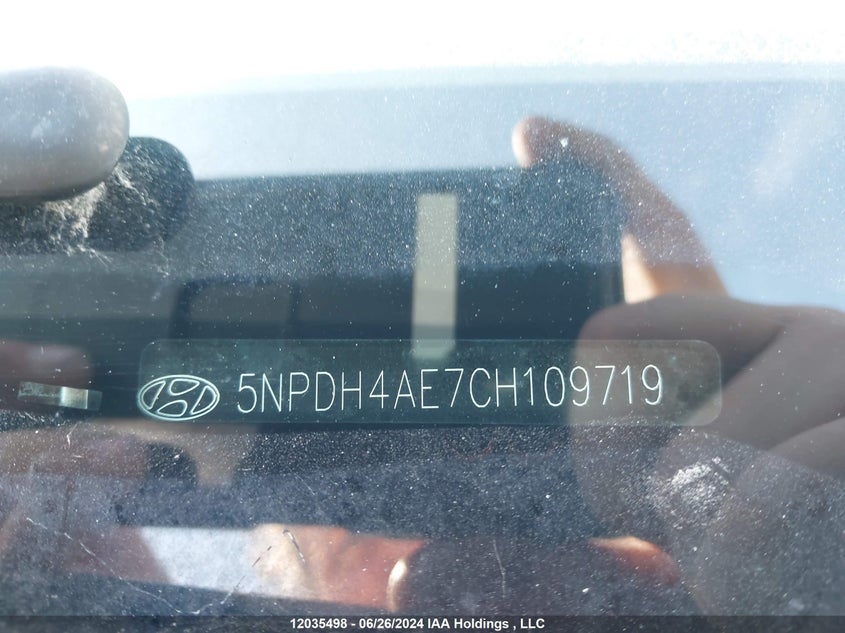 5NPDH4AE7CH109719
12035498 - 06/26/2024 IAA Holdings , LLC